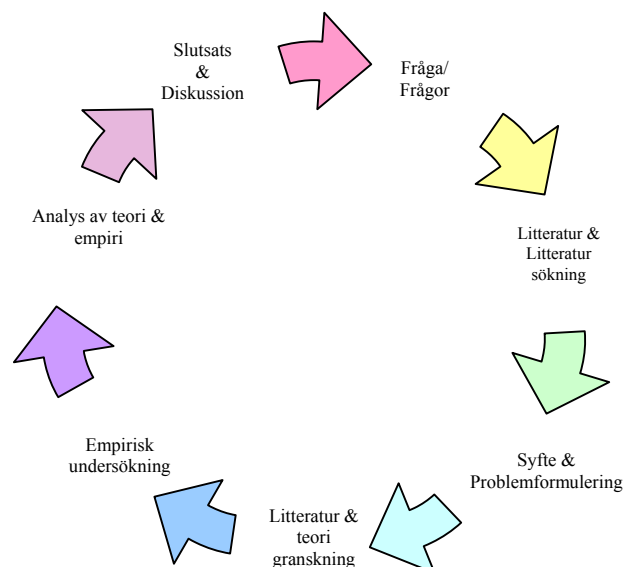 Slutsats
&
Diskussion
Fråga/
Frågor
Litteratur &
Litteratur
sökning
Syfte &
Problemformulering
Litteratur &
teori
granskning
Empirisk
undersökning
Analys av teori &
empiri